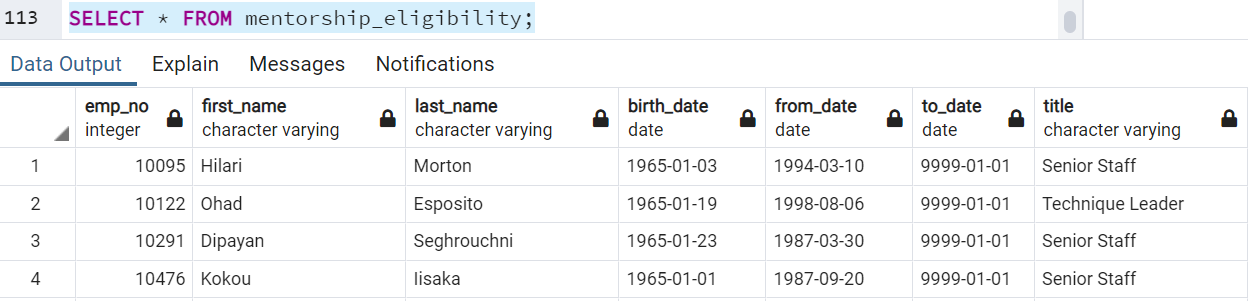 113 SELECT * FROM mentorship_eligibility;
Data Output Explain Messages Notifications
emp_no first_name last_name birth_date from_date to_date title
integer character varying character varying date date date character varying
1 10095 Hilari Morton 1965-01-03 1994-03-10 9999-01-01 Senior Staff
2 10122 Ohad Esposito 1965-01-19 1998-08-06 9999-01-01 Technique Leader
3 10291 Dipayan Seghrouchni 1965-01-23 1987-03-30 9999-01-01 Senior Staff
4 10476 Kokou Iisaka 1965-01-01 1987-09-20 9999-01-01 Senior Staff